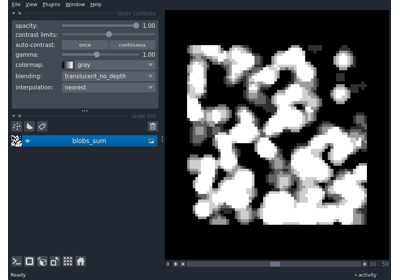 File View Plugins Window Help
layer controls
opacity: 1.00
contrast limits:
auto-contrast: once continuous
gamma: 1.00
colormap: gray
blending: translucent_no_depth
interpolation: nearest
layer list
blobs_sum
30 59
Ready activity